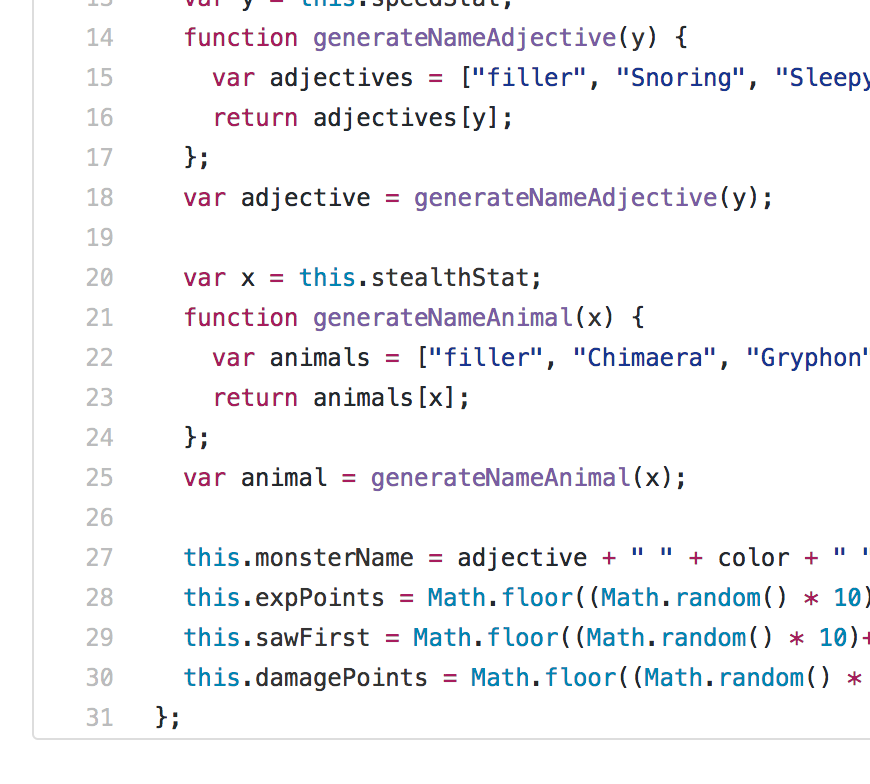 13 var y = this.speedStat;
14 function generateNameAdjective(y) {
15 var adjectives = ["filler", "Snoring", "Sleepy
16 return adjectives[y];
17 };
18 var adjective = generateNameAdjective(y);
19
20 var x = this.stealthStat;
21 function generateNameAnimal(x) {
22 var animals = ["filler", "Chimaera", "Gryphon"
23 return animals[x];
24 };
25 var animal = generateNameAnimal(x);
26
27 this.monsterName = adjective + " " + color + " "
28 this.expPoints = Math.floor((Math.random() * 10)
29 this.sawFirst = Math.floor((Math.random() * 10)+
30 this.damagePoints = Math.floor((Math.random() *
31 };